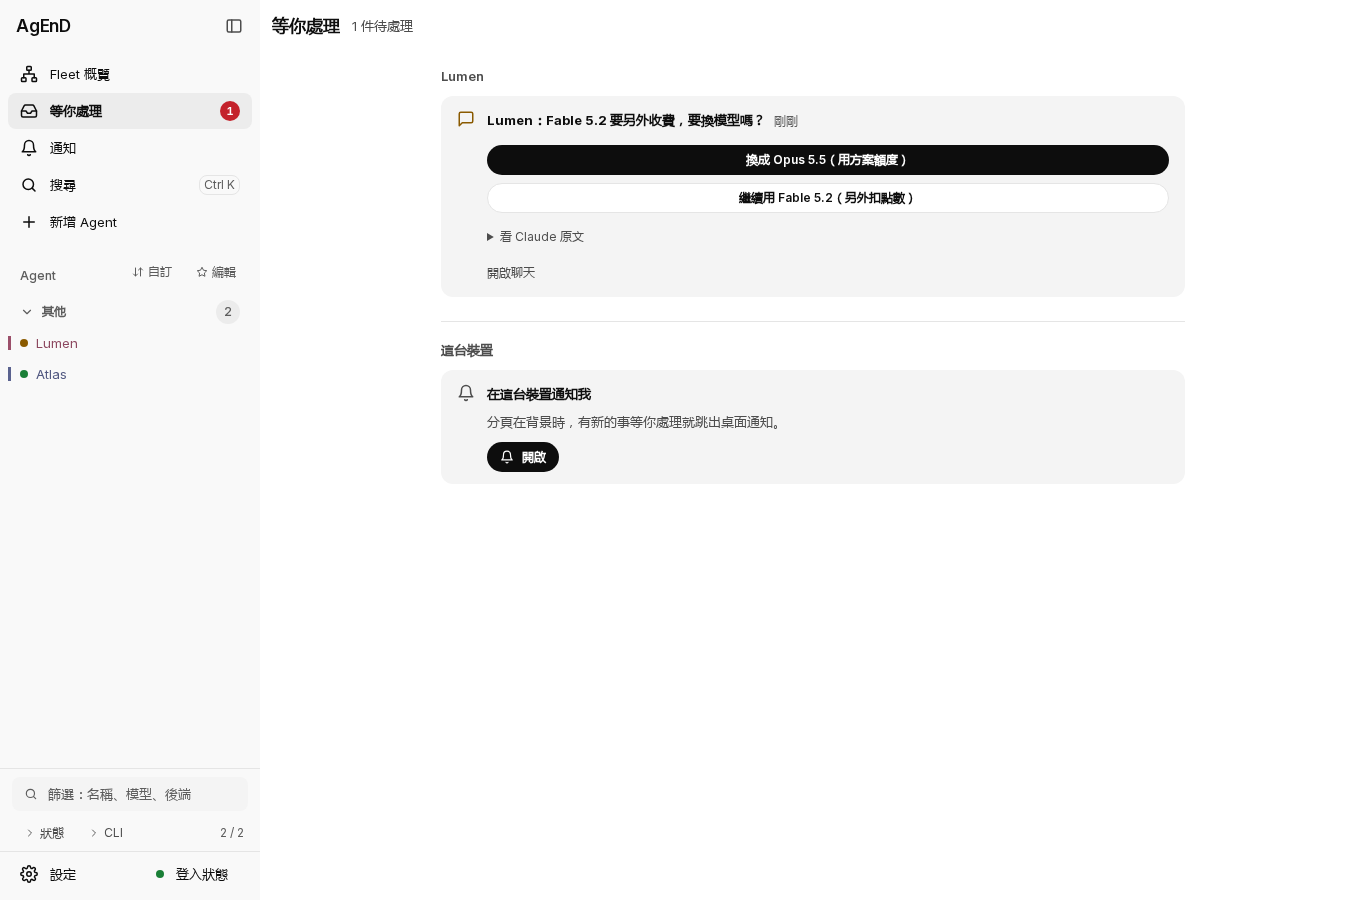 AgEnD
Fleet 概覽
等你處理 1
通知
搜尋 Ctrl K
新增 Agent
Agent 自訂 編輯
其他 2
Lumen
Atlas
篩選：名稱、模型、後端
狀態 CLI 2 / 2
設定 登入狀態
等你處理 1 件待處理
Lumen
Lumen：Fable 5.2 要另外收費，要換模型嗎？ 剛剛
換成 Opus 5.5（用方案額度）
繼續用 Fable 5.2（另外扣點數）
看 Claude 原文
開啟聊天
這台裝置
在這台裝置通知我
分頁在背景時，有新的事等你處理就跳出桌面通知。
開啟